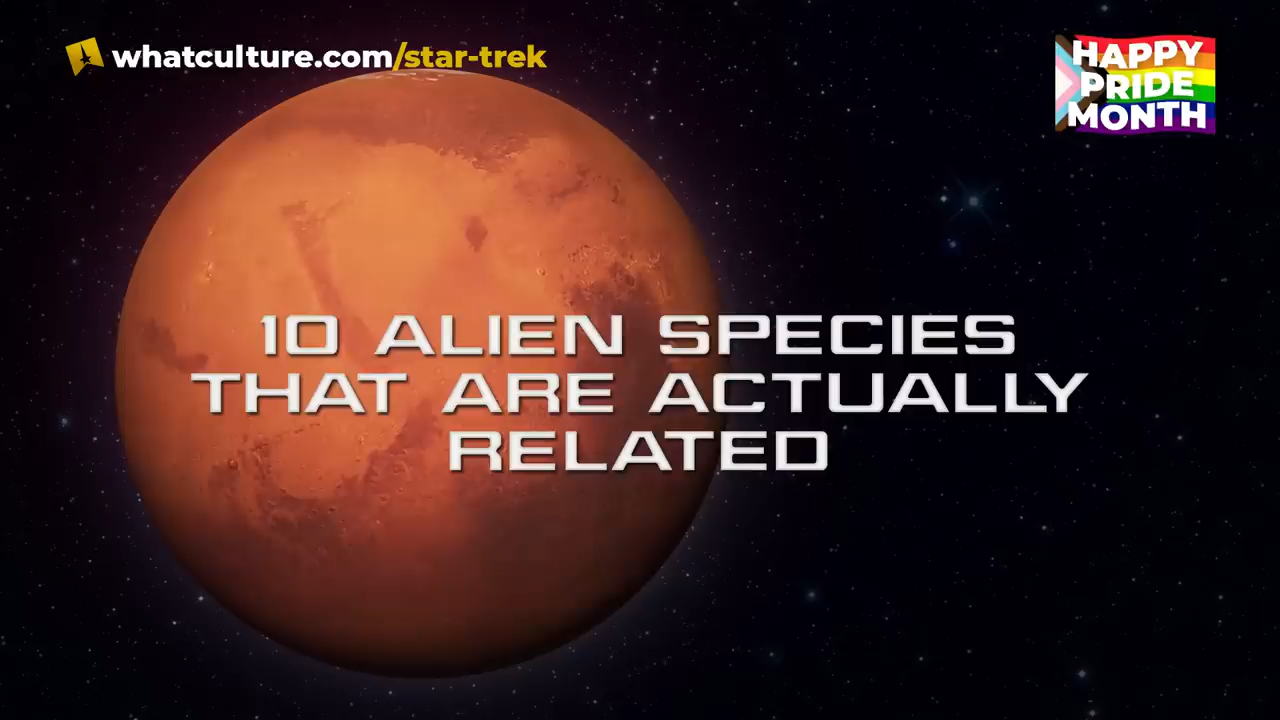 whatculture.com/star-trek
HAPPY
PRIDE
MONTH
10 ALIEN SPECIES
THAT ARE ACTUALLY
RELATED